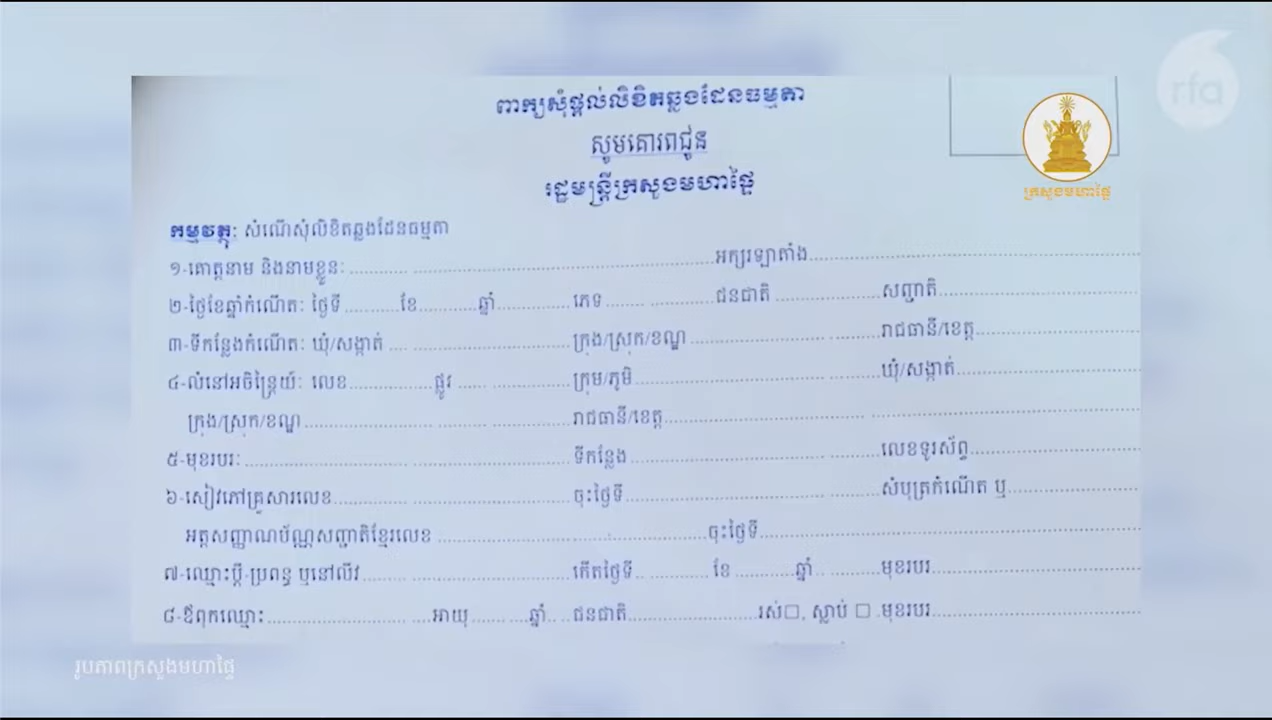 rfa
ពាក្យសុំផ្តល់លិខិតឆ្លងដែនធម្មតា
សូមគោរពជូន
រដ្ឋមន្ត្រីក្រសួងមហាផ្ទៃ
ក្រសួងមហាផ្ទៃ
កម្មវត្ថុៈ សំណើសុំលិខិតឆ្លងដែនធម្មតា
១-គោត្តនាម និងនាមខ្លួនៈ .......... អក្សរឡាតាំង..........
២-ថ្ងៃខែឆ្នាំកំណើតៈ ថ្ងៃទី..........ខែ..........ឆ្នាំ.......... ភេទ.......... ជនជាតិ .......... សញ្ជាតិ..........
៣-ទីកន្លែងកំណើតៈ ឃុំ/សង្កាត់ .......... ក្រុង/ស្រុក/ខណ្ឌ .......... រាជធានី/ខេត្ត..........
៤-លំនៅអចិន្ត្រៃយ៍ៈ លេខ..........ផ្លូវ .......... ក្រុម/ភូមិ.......... ឃុំ/សង្កាត់..........
ក្រុង/ស្រុក/ខណ្ឌ.......... រាជធានី/ខេត្ត..........
៥-មុខរបរៈ .......... ទីកន្លែង .......... លេខទូរស័ព្ទ..........
៦-សៀវភៅគ្រួសារលេខ.......... ចុះថ្ងៃទី.......... សំបុត្រកំណើត ឬ..........
អត្តសញ្ញាណប័ណ្ណសញ្ជាតិខ្មែរលេខ .......... ចុះថ្ងៃទី..........
៧-ឈ្មោះប្តី-ប្រពន្ធ ឬនៅលីវ .......... កើតថ្ងៃទី.......... ខែ ..........ឆ្នាំ.......... មុខរបរ..........
៨-ឪពុកឈ្មោះ..........អាយុ..........ឆ្នាំ.... ជនជាតិ..........រស់□, ស្លាប់ □ .មុខរបរ..........
រូបភាពក្រសួងមហាផ្ទៃ